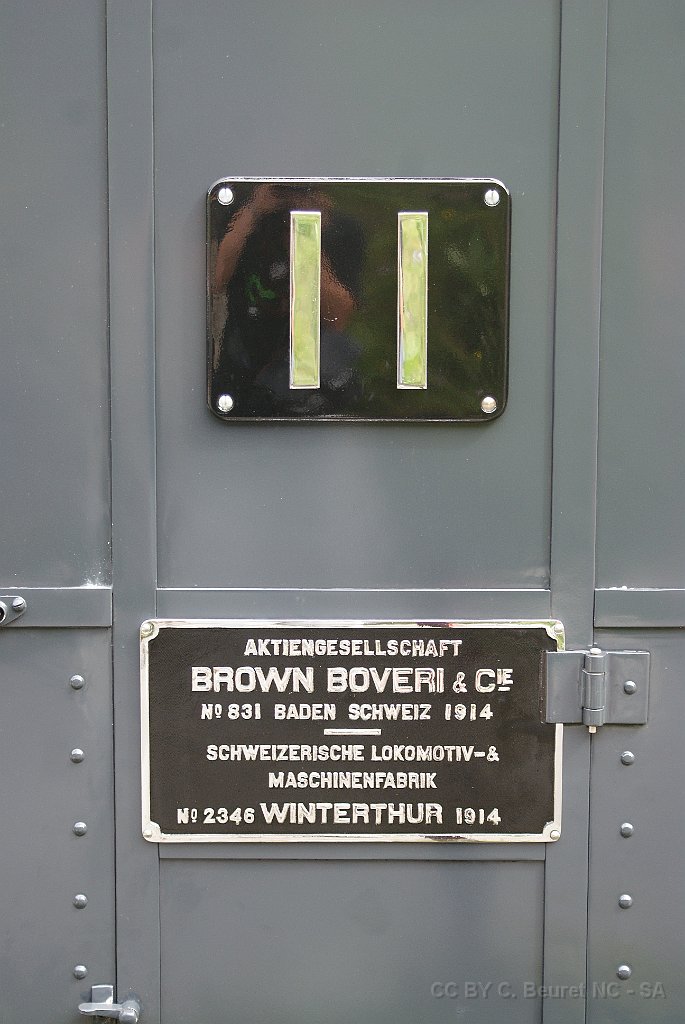 11
AKTIENGESELLSCHAFT
BROWN BOVERI & CIE
No 831 BADEN SCHWEIZ 1914
SCHWEIZERISCHE LOKOMOTIV-&
MASCHINENFABRIK
No 2346 WINTERTHUR 1914
CC BY C. Beuret NC - SA